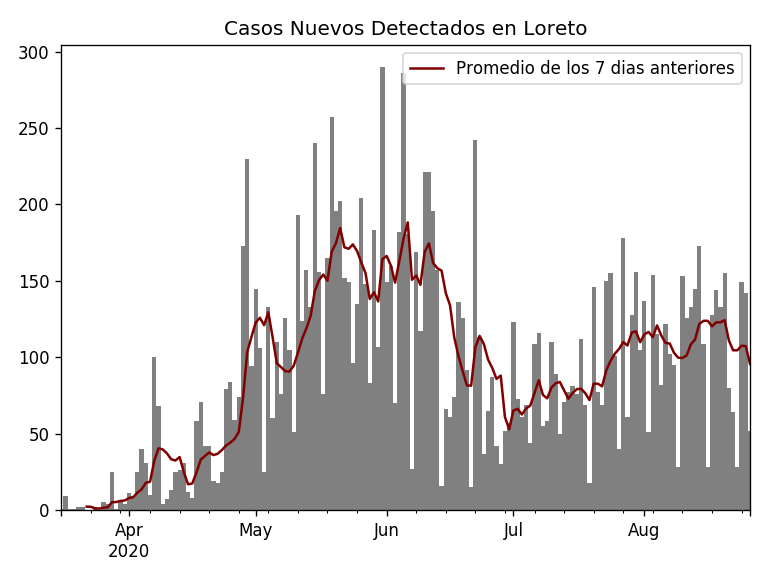 Casos Nuevos Detectados en Loreto
Promedio de los 7 dias anteriores
300
250
200
150
100
50
0
Apr
2020
May
Jun
Jul
Aug